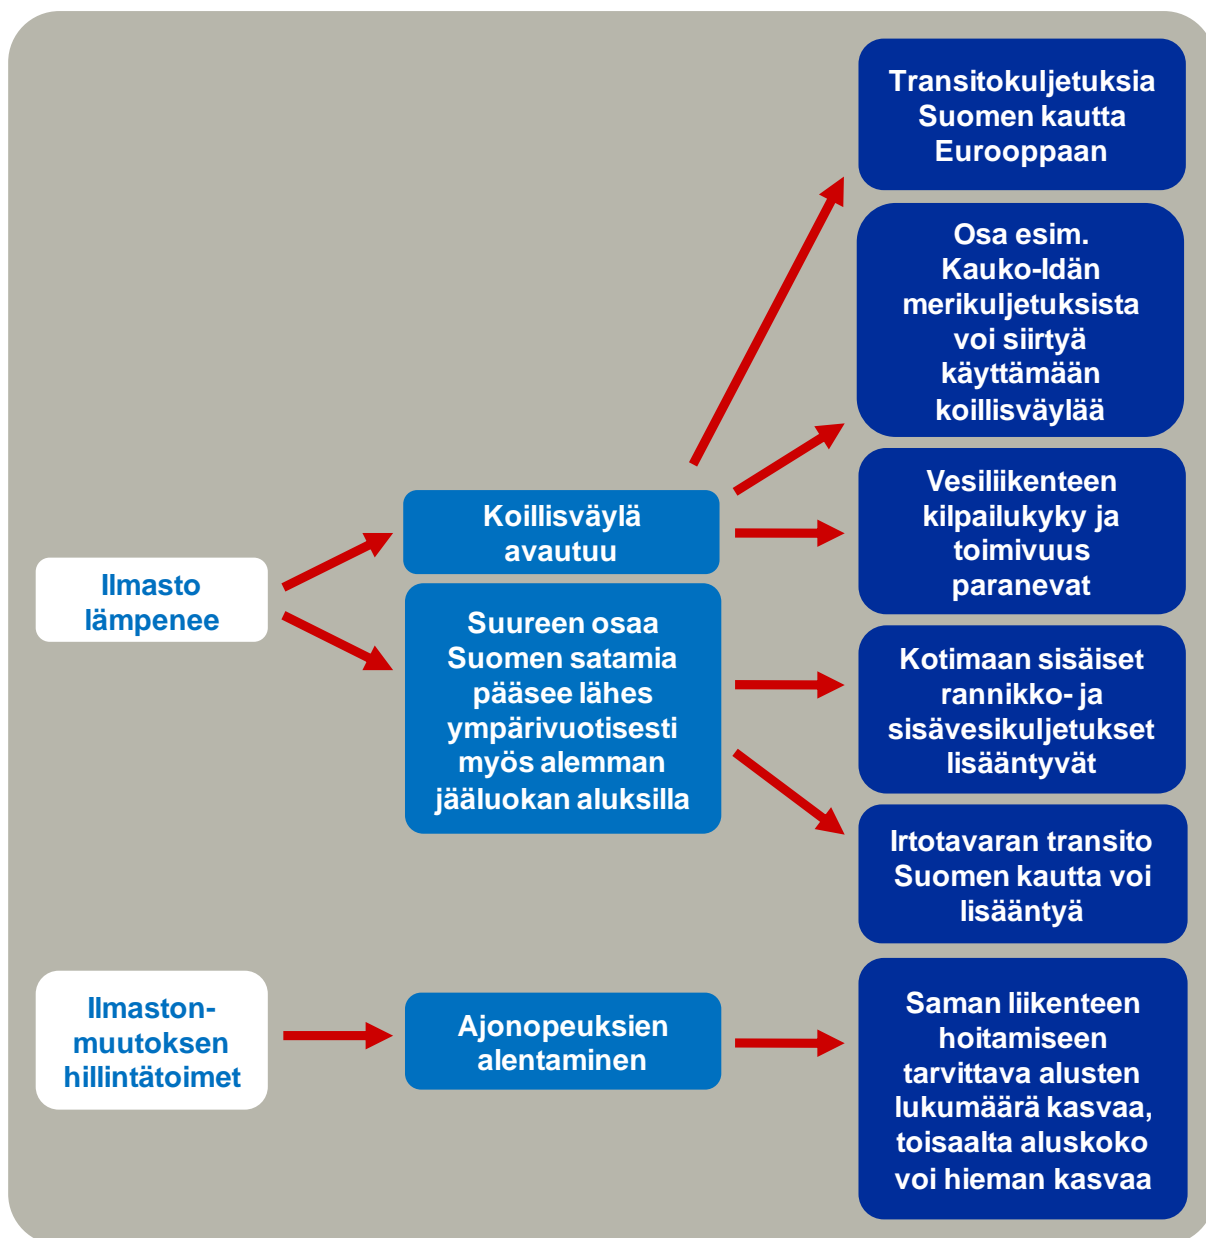 Transitokuljetuksia
Suomen kautta
Eurooppaan
Osa esim.
Kauko-Idän
merikuljetuksista
voi siirtyä
käyttämään
koillisväylää
Koillisväylä
avautuu
Vesiliikenteen
kilpailukyky ja
toimivuus
paranevat
Ilmasto
lämpenee
Suureen osaa
Suomen satamia
pääsee lähes
ympärivuotisesti
myös alemman
jääluokan aluksilla
Kotimaan sisäiset
rannikko- ja
sisävesikuljetukset
lisääntyvät
Irtotavaran transito
Suomen kautta voi
lisääntyä
Ilmaston-
muutoksen
hillintätoimet
Ajonopeuksien
alentaminen
Saman liikenteen
hoitamiseen
tarvittava alusten
lukumäärä kasvaa,
toisaalta aluskoko
voi hieman kasvaa